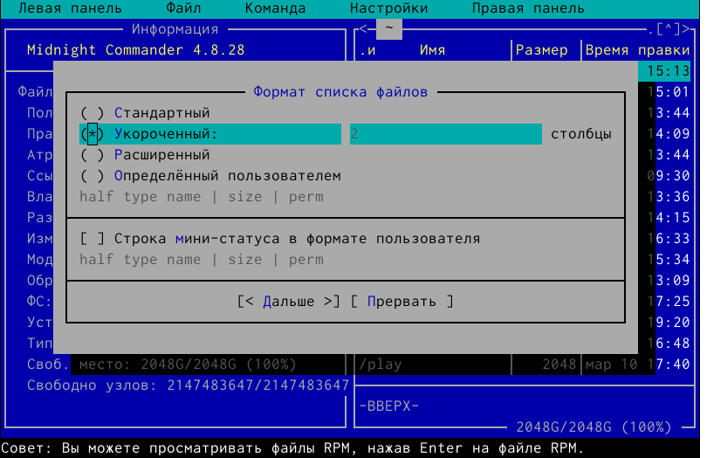 Левая панель Файл Команда Настройки Правая панель
Информация <— ~ .[^]>
Midnight Commander 4.8.28 .и Имя Размер Время правки
15:13
Файл 15:01
Формат списка файлов
Пол ( ) Стандартный 13:44
Пра (*) Укороченный: 2 столбцы 14:09
Атр ( ) Расширенный 13:44
Ссы ( ) Определённый пользователем 09:30
Вла half type name | size | perm 13:36
Раз 14:15
Изм [ ] Строка мини-статуса в формате пользователя 16:33
Мод half type name | size | perm 15:34
Обр 13:09
ФС: [< Дальше >] [ Прервать ] 17:25
Уст 19:20
Тип 16:48
Своб. место: 2048G/2048G (100%) /play 2048 мар 10 17:40
Свободно узлов: 2147483647/2147483647
-ВВЕРХ-
2048G/2048G (100%)
Совет: Вы можете просматривать файлы RPM, нажав Enter на файле RPM.